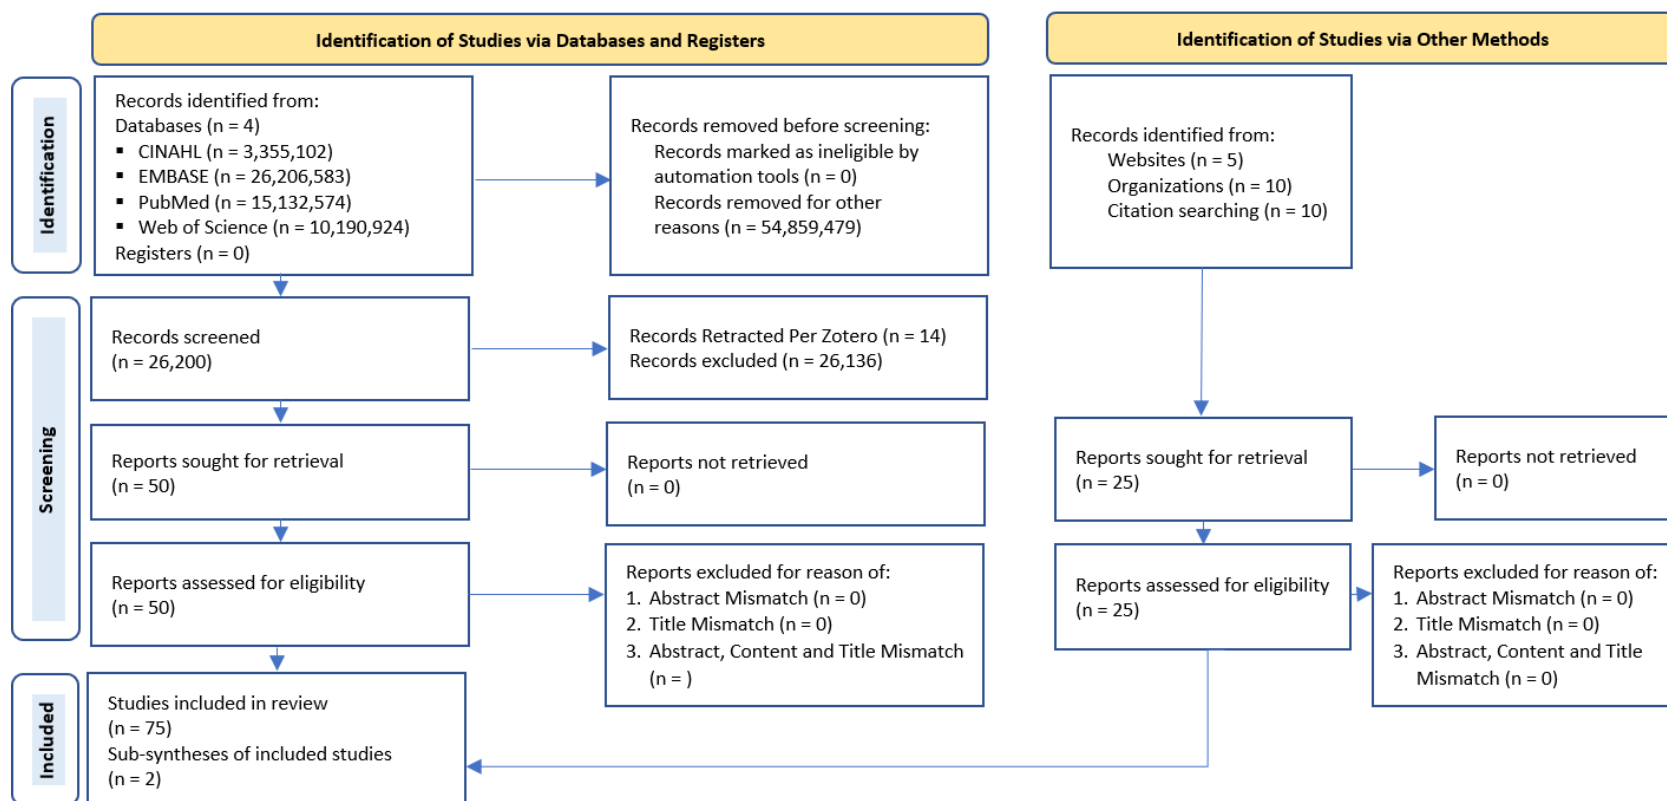 Identification of Studies via Databases and Registers
Identification of Studies via Other Methods
Identification
Records identified from:
Databases (n = 4)
▪ CINAHL (n = 3,355,102)
▪ EMBASE (n = 26,206,583)
▪ PubMed (n = 15,132,574)
▪ Web of Science (n = 10,190,924)
Registers (n = 0)
Records removed before screening:
Records marked as ineligible by
automation tools (n = 0)
Records removed for other
reasons (n = 54,859,479)
Records identified from:
Websites (n = 5)
Organizations (n = 10)
Citation searching (n = 10)
Screening
Records screened
(n = 26,200)
Records Retracted Per Zotero (n = 14)
Records excluded (n = 26,136)
Reports sought for retrieval
(n = 50)
Reports not retrieved
(n = 0)
Reports sought for retrieval
(n = 25)
Reports not retrieved
(n = 0)
Reports assessed for eligibility
(n = 50)
Reports excluded for reason of:
1. Abstract Mismatch (n = 0)
2. Title Mismatch (n = 0)
3. Abstract, Content and Title Mismatch
(n = )
Reports assessed for eligibility
(n = 25)
Reports excluded for reason of:
1. Abstract Mismatch (n = 0)
2. Title Mismatch (n = 0)
3. Abstract, Content and Title
Mismatch (n = 0)
Included
Studies included in review
(n = 75)
Sub-syntheses of included studies
(n = 2)